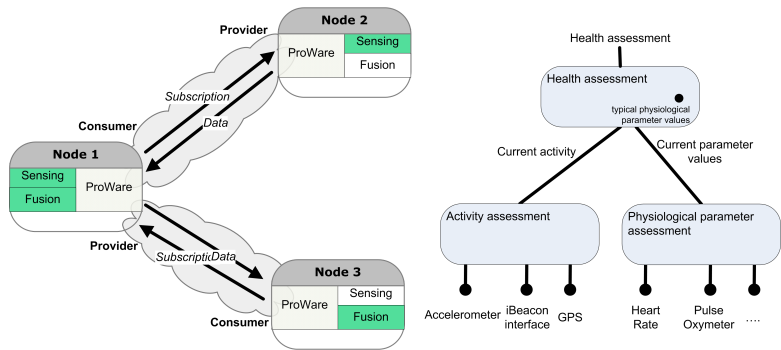 Node 2
Provider
ProWare
Sensing
Fusion
Subscription
Data
Consumer
Node 1
Sensing
Fusion
ProWare
Provider
Data
Consumer
Node 3
ProWare
Sensing
Fusion
Health assessment
Health assessment
typical physiological
parameter values
Current activity
Current parameter
values
Activity assessment
Physiological parameter
assessment
Accelerometer
iBeacon
interface
GPS
Heart
Rate
Pulse
Oxymeter
....